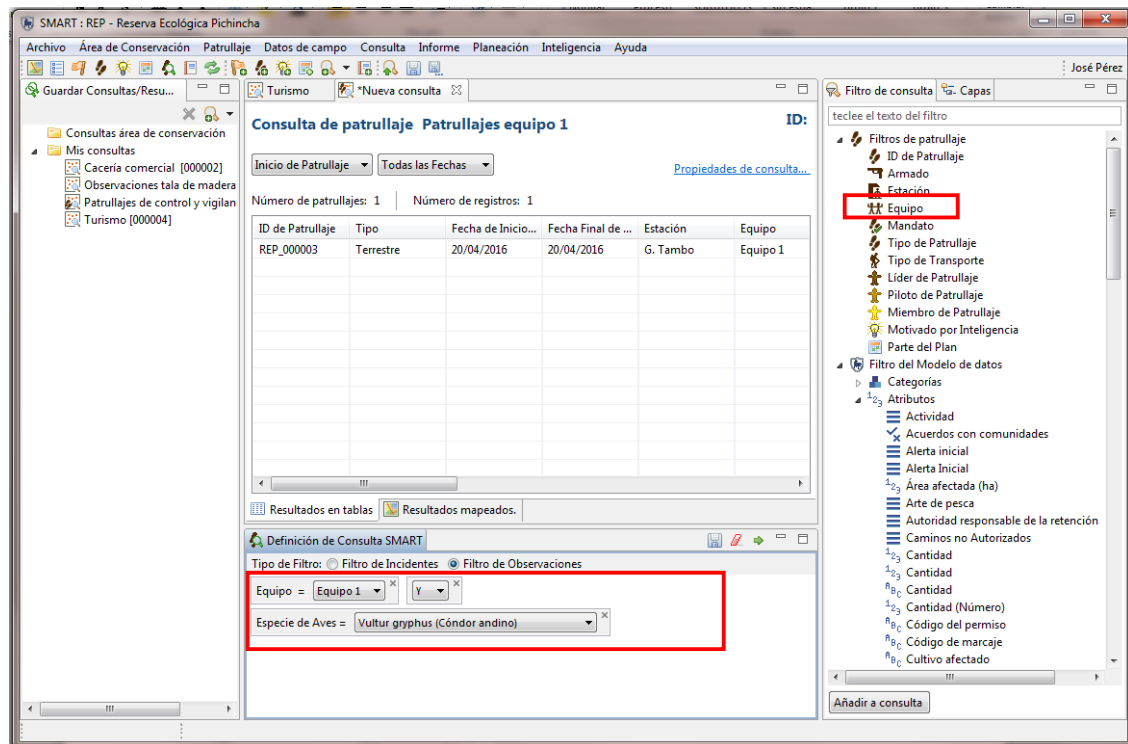 SMART : REP - Reserva Ecológica Pichincha
Archivo Área de Conservación Patrullaje Datos de campo Consulta Informe Planeación Inteligencia Ayuda
José Pérez
Guardar Consultas/Resu...
Consultas área de conservación
Mis consultas
Cacería comercial [000002]
Observaciones tala de madera
Patrullajes de control y vigilan
Turismo [000004]
Turismo *Nueva consulta
Consulta de patrullaje Patrullajes equipo 1 ID:
Inicio de Patrullaje Todas las Fechas Propiedades de consulta...
Número de patrullajes: 1 Número de registros: 1
ID de Patrullaje Tipo Fecha de Inicio... Fecha Final de ... Estación Equipo
REP_000003 Terrestre 20/04/2016 20/04/2016 G. Tambo Equipo 1
Resultados en tablas Resultados mapeados.
Definición de Consulta SMART
Tipo de Filtro: Filtro de Incidentes Filtro de Observaciones
Equipo = Equipo 1 Y
Especie de Aves = Vultur gryphus (Cóndor andino)
Filtro de consulta Capas
teclee el texto del filtro
Filtros de patrullaje
ID de Patrullaje
Armado
Estación
Equipo
Mandato
Tipo de Patrullaje
Tipo de Transporte
Líder de Patrullaje
Piloto de Patrullaje
Miembro de Patrullaje
Motivado por Inteligencia
Parte del Plan
Filtro del Modelo de datos
Categorías
Atributos
Actividad
Acuerdos con comunidades
Alerta inicial
Alerta Inicial
Área afectada (ha)
Arte de pesca
Autoridad responsable de la retención
Caminos no Autorizados
Cantidad
Cantidad
Cantidad
Cantidad (Número)
Código del permiso
Código de marcaje
Cultivo afectado
Añadir a consulta